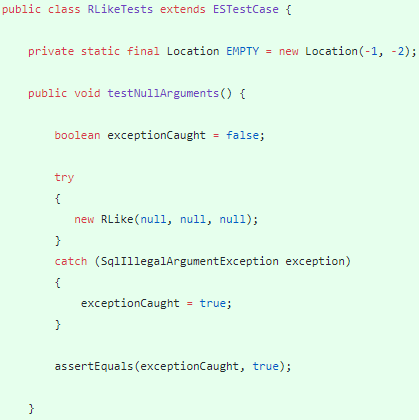 public class RLikeTests extends ESTestCase {
private static final Location EMPTY = new Location(-1, -2);
public void testNullArguments() {
boolean exceptionCaught = false;
try
{
new RLike(null, null, null);
}
catch (SqlIllegalArgumentException exception)
{
exceptionCaught = true;
}
assertEquals(exceptionCaught, true);
}